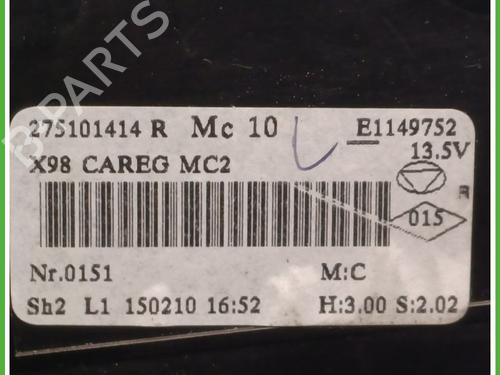 B-PARTS
275101414 R Mc 10 E1149752
X98 CAREG MC2 13.5V
R
015
Nr.0151 M:C
Sh2 L1 150210 16:52 H:3.00 S:2.02